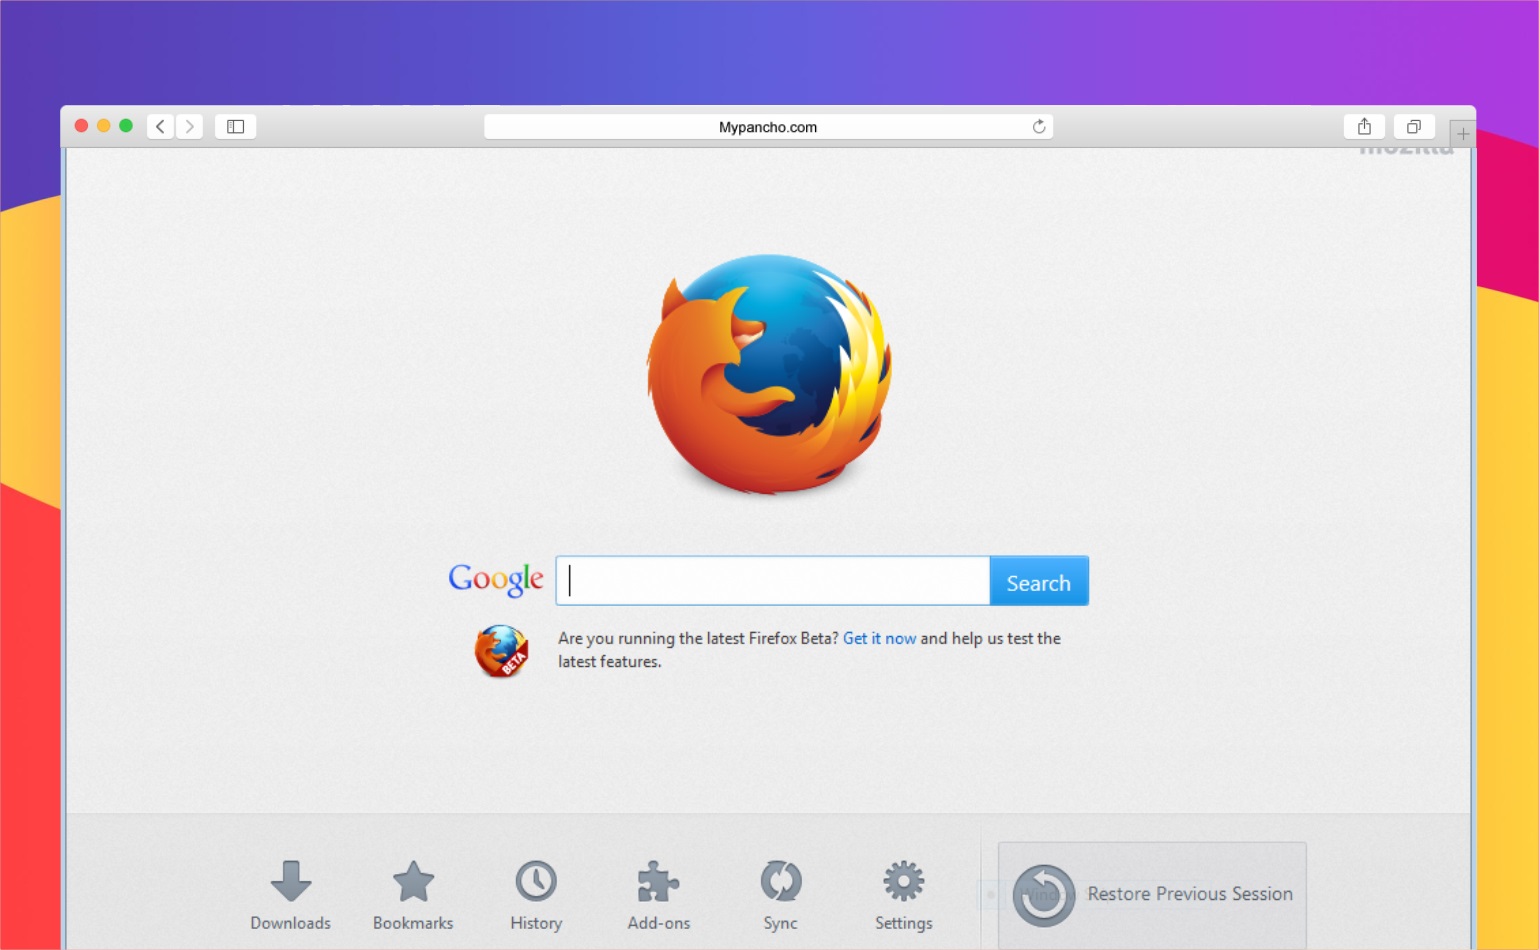 Mypancho.com
mozilla
Google
Search
BETA
Are you running the latest Firefox Beta? Get it now and help us test the
latest features.
Downloads
Bookmarks
History
Add-ons
Sync
Settings
Restore Previous Session